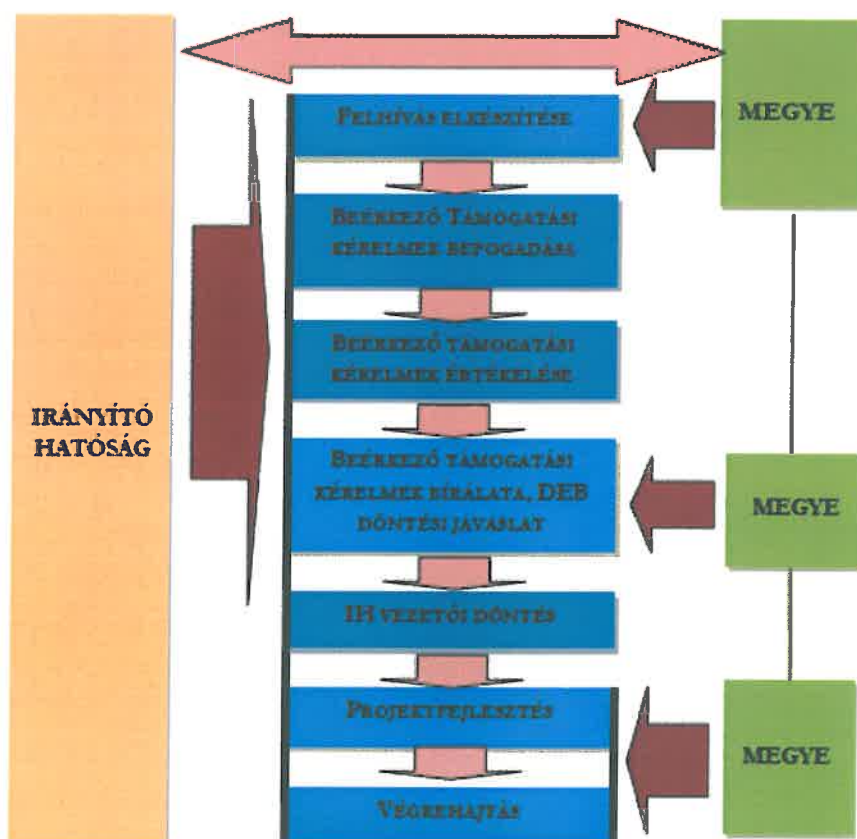 FELHÍVÁS ELKÉSZÍTÉSE
MEGYE
BEÉRKEZŐ TÁMOGATÁSI
KÉRELMEK BEFOGADÁSA
BEÉRKEZŐ TÁMOGATÁSI
KÉRELMEK ÉRTÉKELÉSE
IRÁNYÍTÓ
HATÓSÁG
BEÉRKEZŐ TÁMOGATÁSI
KÉRELMEK BÍRÁLATA, DEB
DÖNTÉSI JAVASLAT
MEGYE
IH VEZETŐI DÖNTÉS
PROJEKTFEJLESZTÉS
MEGYE
VÉGREHAJTÁS